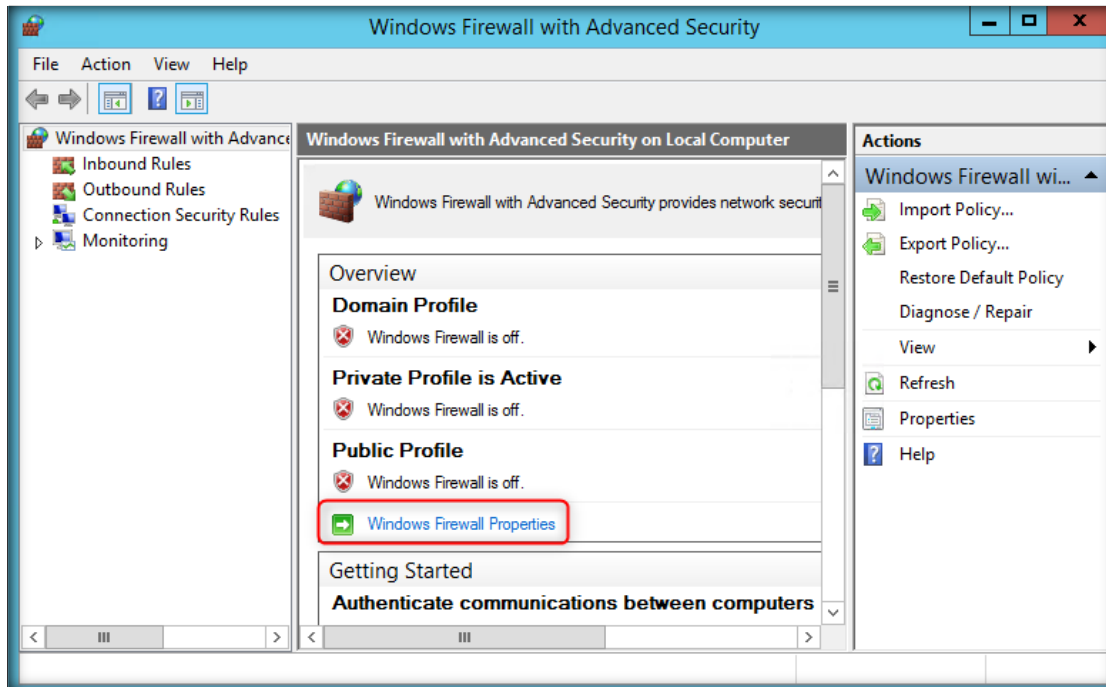 Windows Firewall with Advanced Security
File Action View Help
Windows Firewall with Advance
Inbound Rules
Outbound Rules
Connection Security Rules
Monitoring
Windows Firewall with Advanced Security on Local Computer
Windows Firewall with Advanced Security provides network securit
Overview
Domain Profile
Windows Firewall is off.
Private Profile is Active
Windows Firewall is off.
Public Profile
Windows Firewall is off.
Windows Firewall Properties
Getting Started
Authenticate communications between computers
Actions
Windows Firewall wi...
Import Policy...
Export Policy...
Restore Default Policy
Diagnose / Repair
View
Refresh
Properties
Help